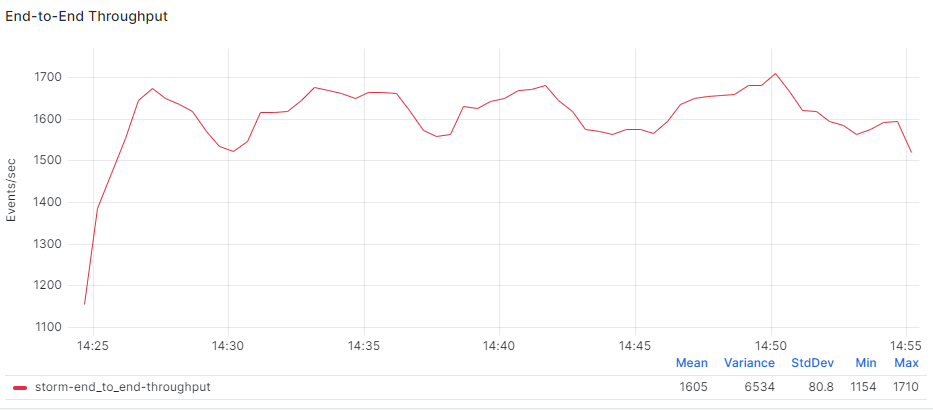 End-to-End Throughput
Events/sec
1700
1600
1500
1400
1300
1200
1100
14:25 14:30 14:35 14:40 14:45 14:50 14:55
Mean Variance StdDev Min Max
storm-end_to_end-throughput 1605 6534 80.8 1154 1710